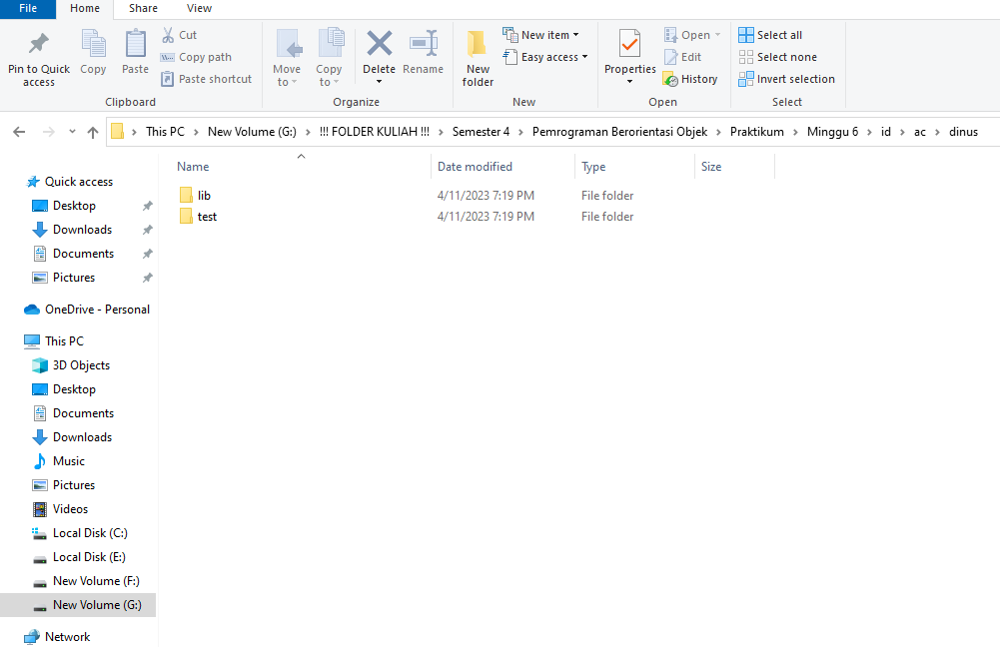 File Home Share View
Pin to Quick access
Copy
Paste
Cut
Copy path
Paste shortcut
Clipboard
Move to
Copy to
Delete
Rename
Organize
New folder
New item
Easy access
New
Properties
Open
Edit
History
Open
Select all
Select none
Invert selection
Select
This PC > New Volume (G:) > !!! FOLDER KULIAH !!! > Semester 4 > Pemrograman Berorientasi Objek > Praktikum > Minggu 6 > id > ac > dinus
Name Date modified Type Size
lib 4/11/2023 7:19 PM File folder
test 4/11/2023 7:19 PM File folder
Quick access
Desktop
Downloads
Documents
Pictures
OneDrive - Personal
This PC
3D Objects
Desktop
Documents
Downloads
Music
Pictures
Videos
Local Disk (C:)
Local Disk (E:)
New Volume (F:)
New Volume (G:)
Network